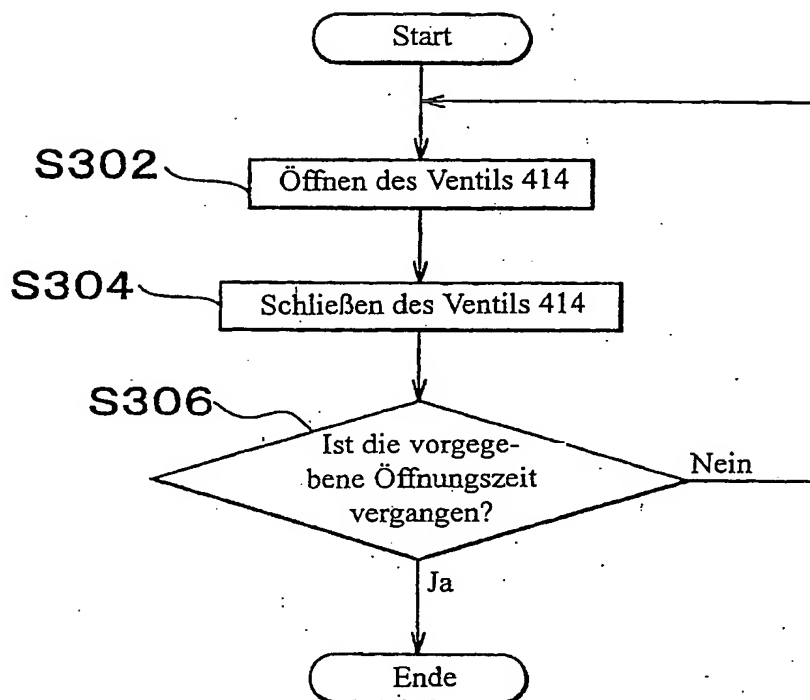 Start
S302
Öffnen des Ventils 414
S304
Schließen des Ventils 414
S306
Ist die vorgege-
bene Öffnungszeit
vergangen?
Nein
Ja
Ende